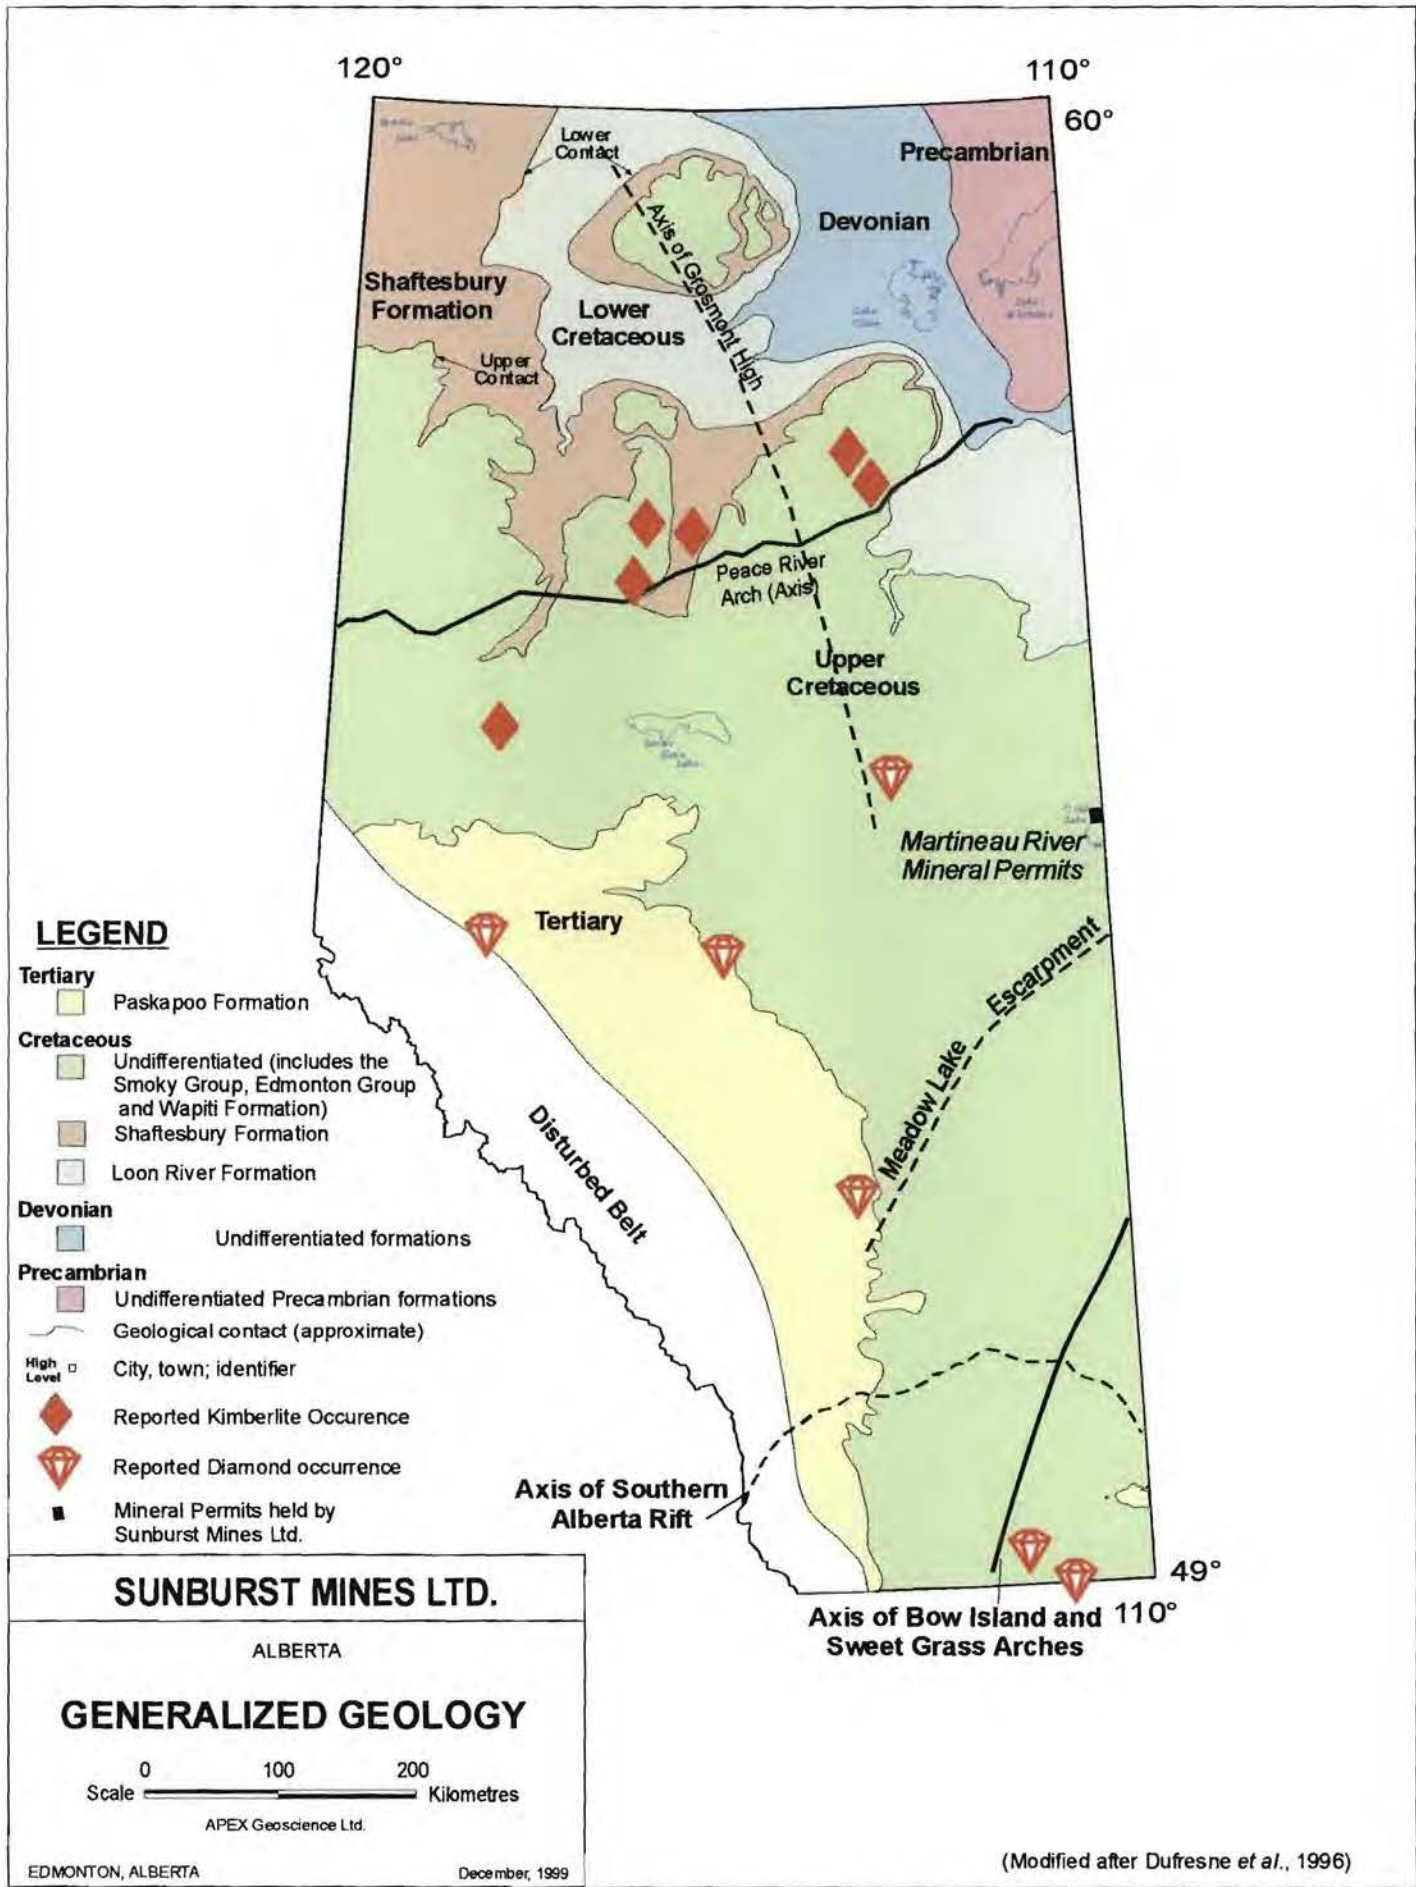 120°
110°
60°
Lower
Contact
Precambrian
Devonian
Axis of Grosmont High
Shaftesbury
Formation
Lower
Cretaceous
Upper
Contact
Peace River
Arch (Axis)
Upper
Cretaceous
Martineau River
Mineral Permits
Tertiary
Meadow Lake
Escarpment
Disturbed Belt
Axis of Southern
Alberta Rift
49°
110°
Axis of Bow Island and
Sweet Grass Arches
LEGEND
Tertiary
Paskapoo Formation
Cretaceous
Undifferentiated (includes the
Smoky Group, Edmonton Group
and Wapiti Formation)
Shaftesbury Formation
Loon River Formation
Devonian
Undifferentiated formations
Precambrian
Undifferentiated Precambrian formations
Geological contact (approximate)
High
Level
City, town; identifier
Reported Kimberlite Occurence
Reported Diamond occurrence
Mineral Permits held by
Sunburst Mines Ltd.
SUNBURST MINES LTD.
ALBERTA
GENERALIZED GEOLOGY
0 100 200
Scale Kilometres
APEX Geoscience Ltd.
EDMONTON, ALBERTA December, 1999
(Modified after Dufresne et al., 1996)